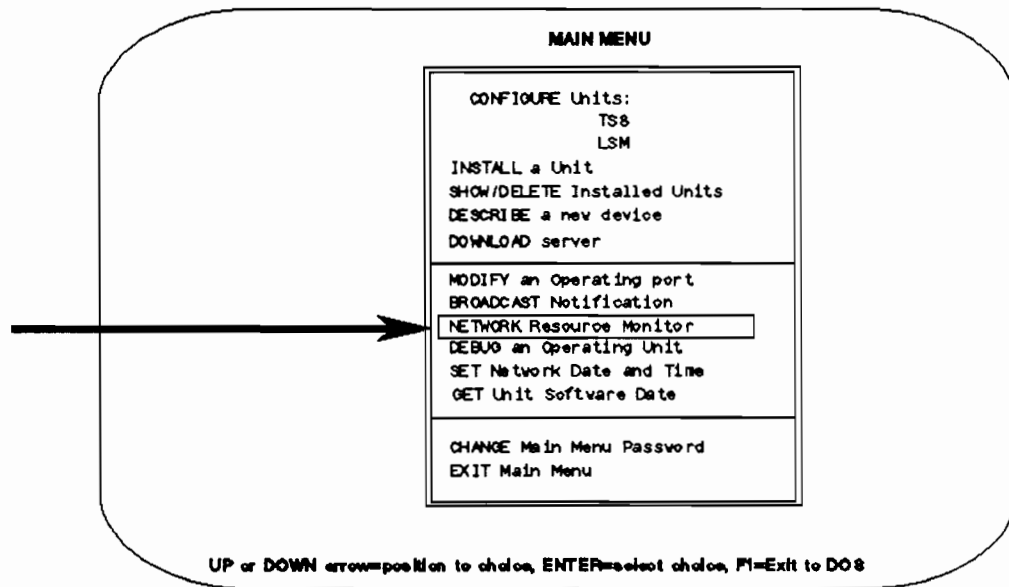 MAIN MENU
CONFIGURE Units:
TS8
LSM
INSTALL a Unit
SHOW/DELETE Installed Units
DESCRIBE a new device
DOWNLOAD server
MODIFY an Operating port
BROADCAST Notification
NETWORK Resource Monitor
DEBUG an Operating Unit
SET Network Date and Time
GET Unit Software Date
CHANGE Main Menu Password
EXIT Main Menu
UP or DOWN arrow=position to choice, ENTER=select choice, F1=Exit to DOS